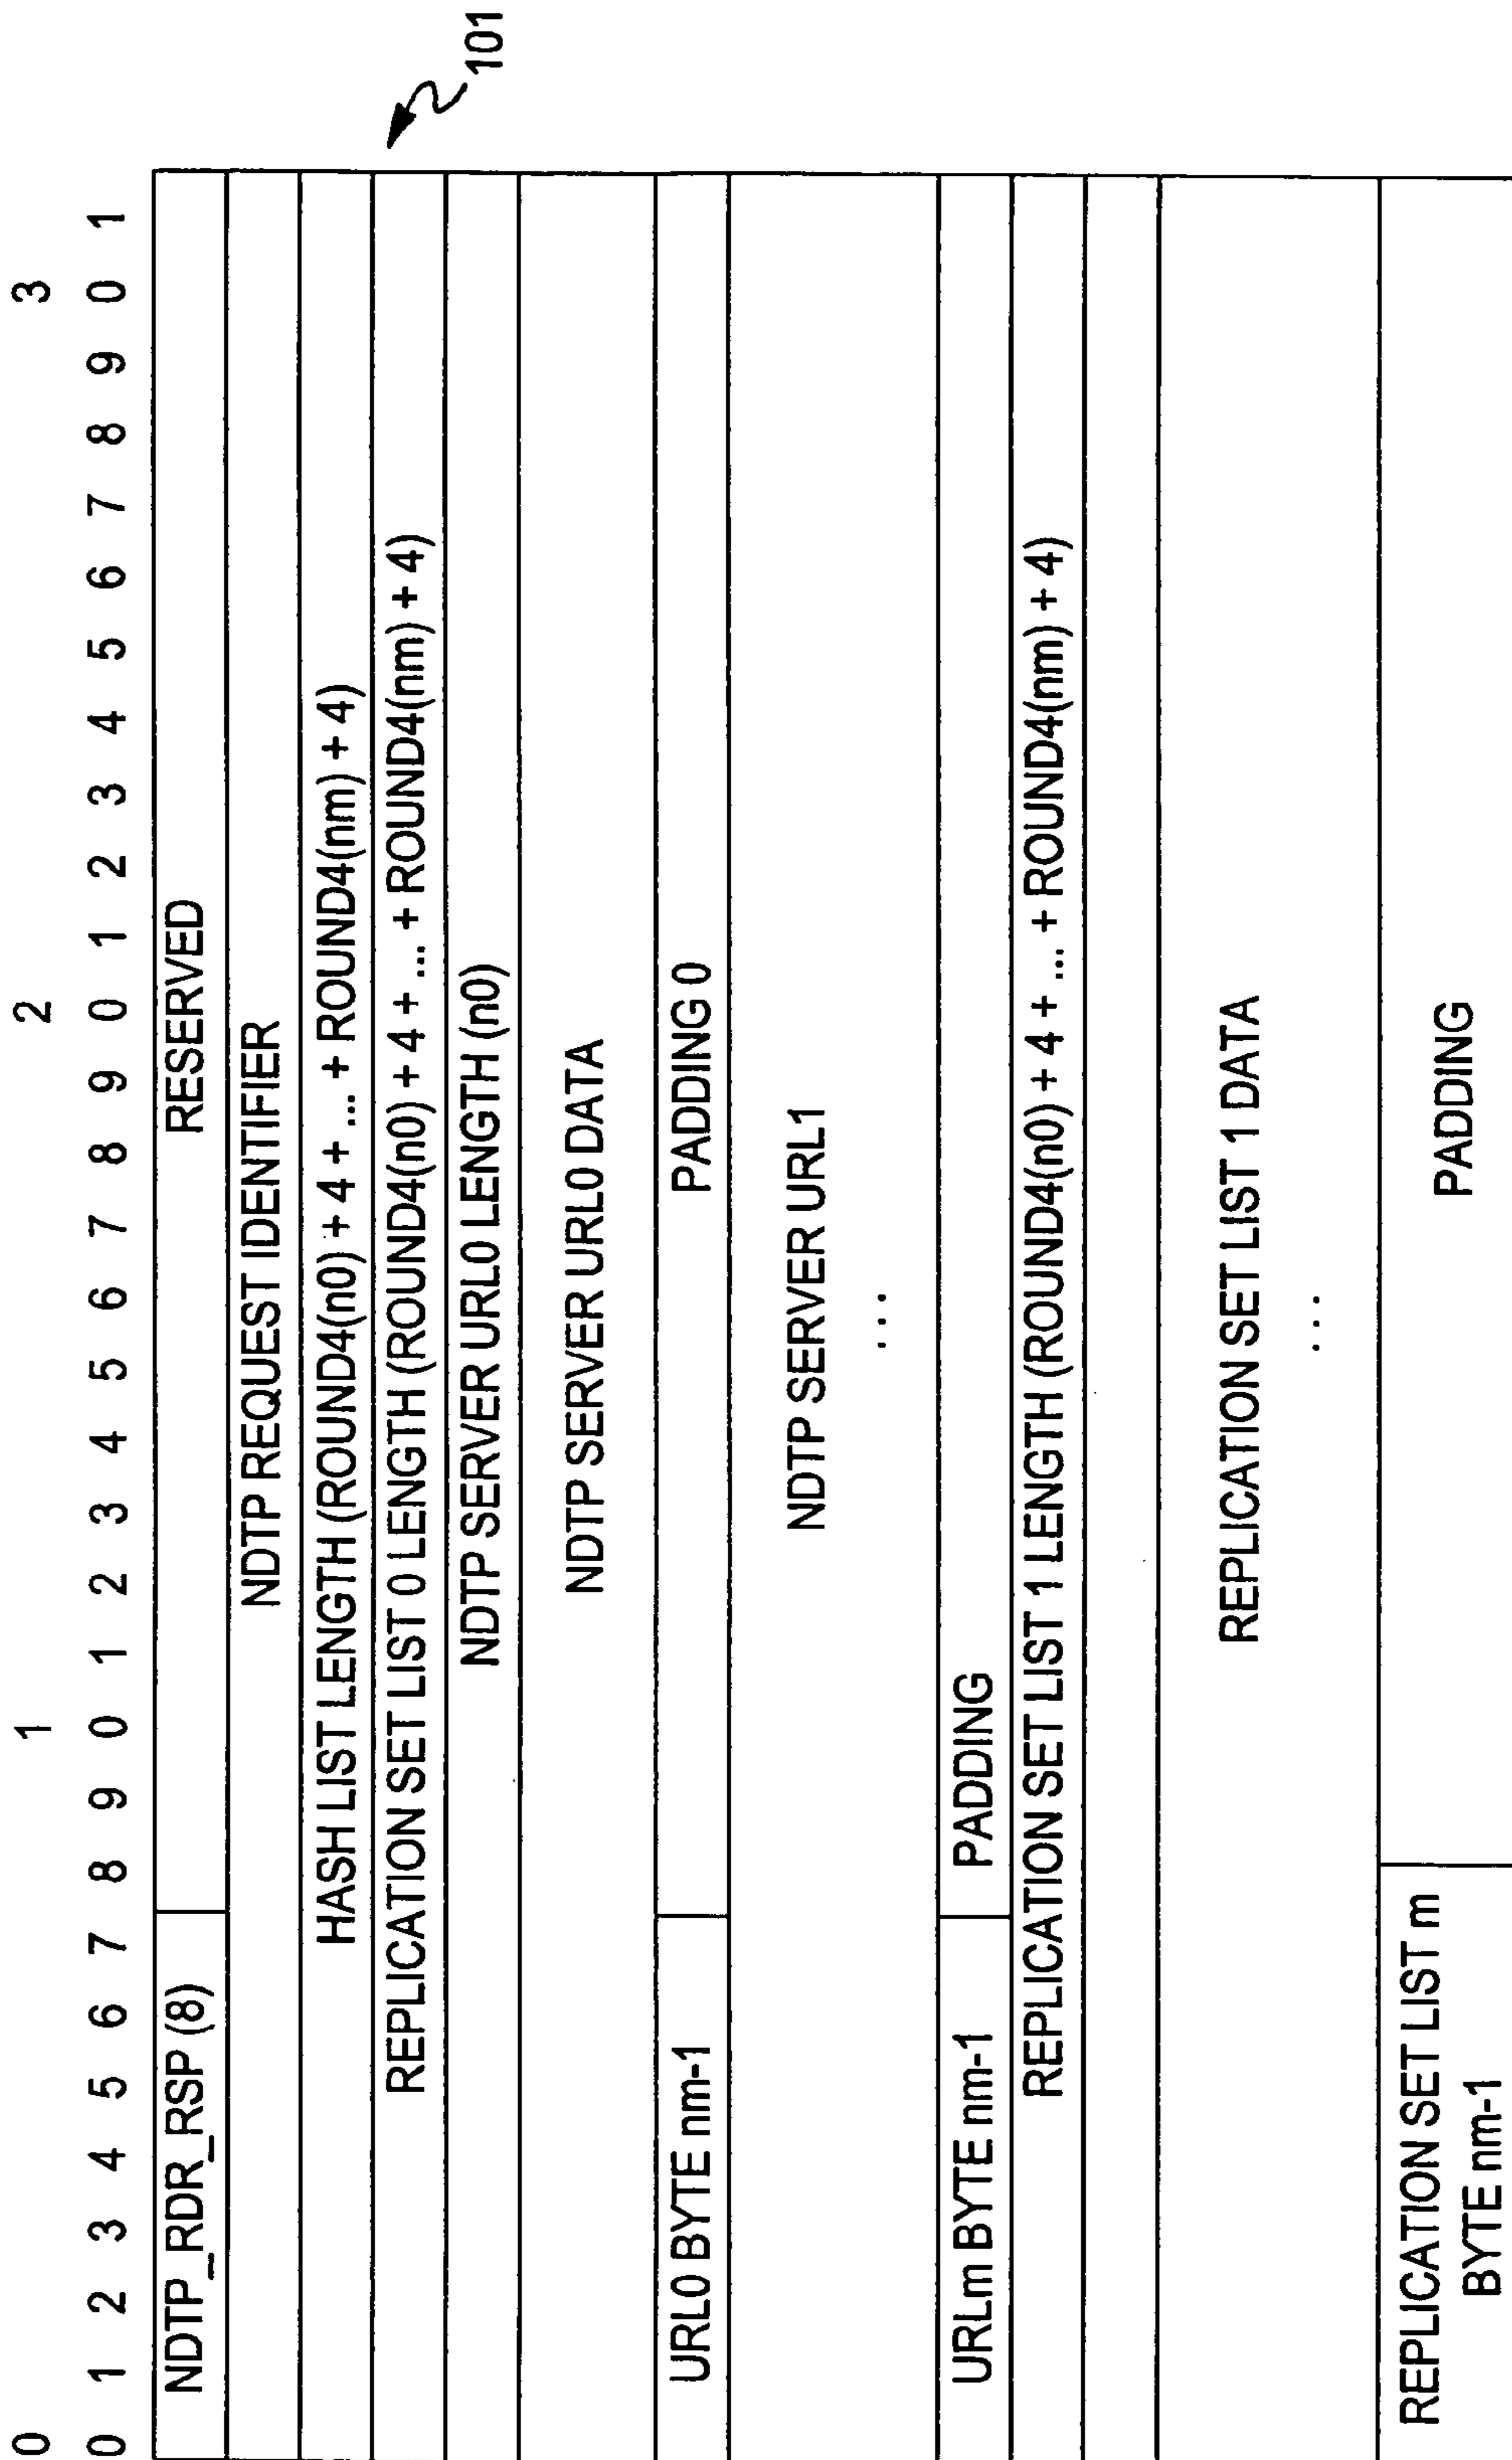 0 1 2 3
0 1 2 3 4 5 6 7 8 9 0 1 2 3 4 5 6 7 8 9 0 1 2 3 4 5 6 7 8 9 0 1
NDTP_RDR_RSP (8) RESERVED
NDTP REQUEST IDENTIFIER
HASH LIST LENGTH (ROUND4(n0) + 4 + ... + ROUND4(nm) + 4)
REPLICATION SET LIST 0 LENGTH (ROUND4(n0) + 4 + ... + ROUND4(nm) + 4)
101
NDTP SERVER URL0 LENGTH (n0)
NDTP SERVER URL0 DATA
URL0 BYTE nm-1 PADDING 0
NDTP SERVER URL1
...
URLm BYTE nm-1 PADDING
REPLICATION SET LIST 1 LENGTH (ROUND4(n0) + 4 + ... + ROUND4(nm) + 4)
REPLICATION SET LIST 1 DATA
...
REPLICATION SET LIST m
BYTE nm-1
PADDING